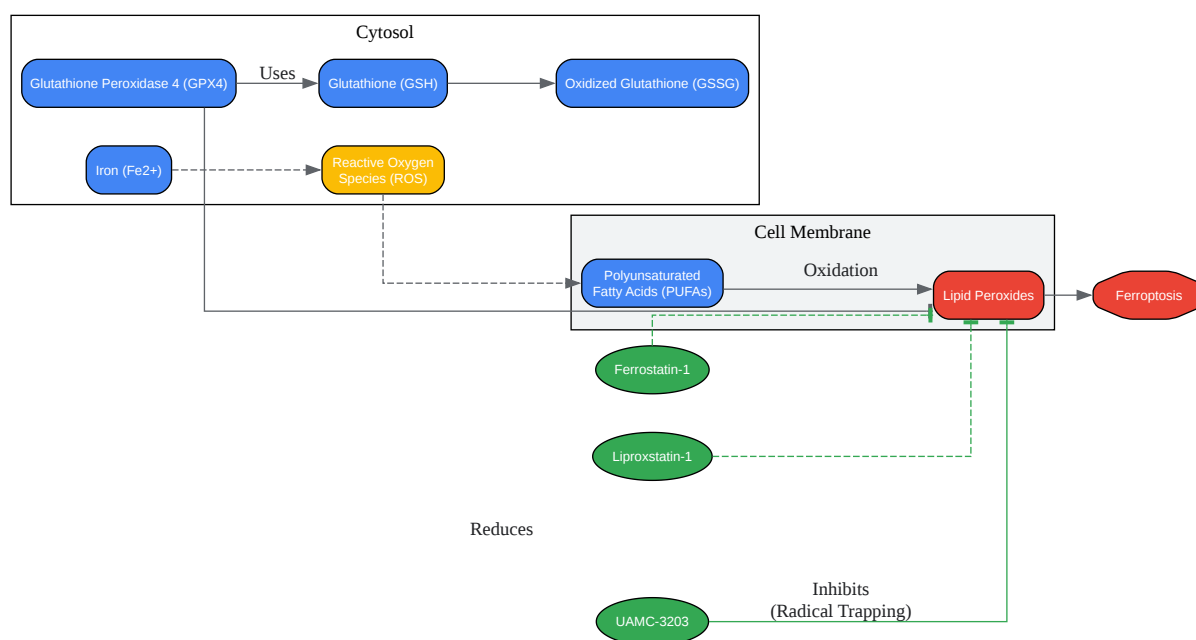 Cytosol
Glutathione Peroxidase 4 (GPX4)
Uses
Glutathione (GSH)
Oxidized Glutathione (GSSG)
Iron (Fe2+)
Reactive Oxygen
Species (ROS)
Cell Membrane
Polyunsaturated
Fatty Acids (PUFAs)
Oxidation
Lipid Peroxides
Ferroptosis
Ferrostatin-1
Liproxstatin-1
Reduces
Inhibits
(Radical Trapping)
UAMC-3203